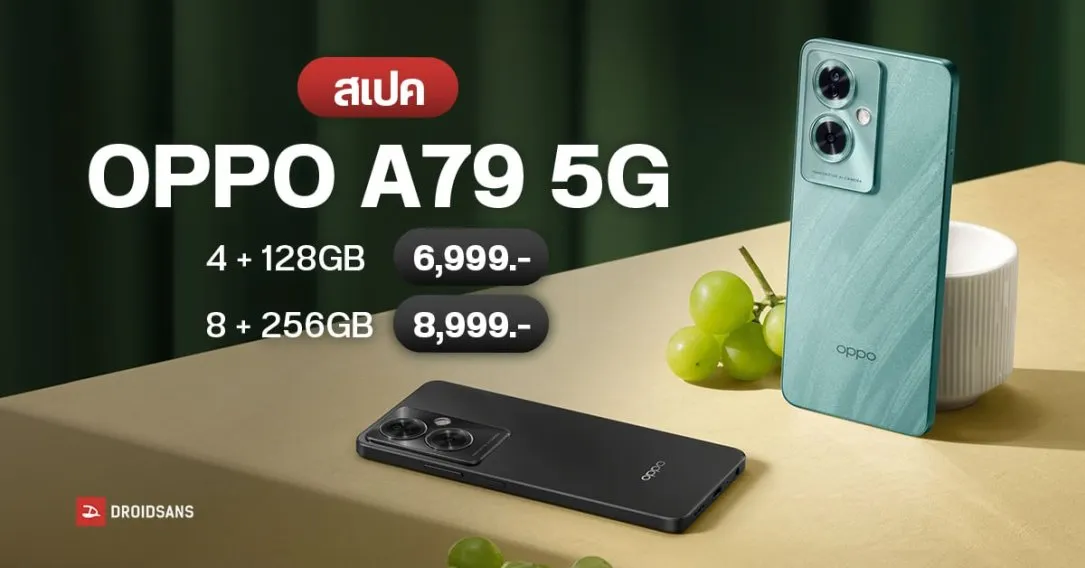 สเปค
OPPO A79 5G
4 + 128GB 6,999.-
8 + 256GB 8,999.-
oppo
oppo
DROIDSANS